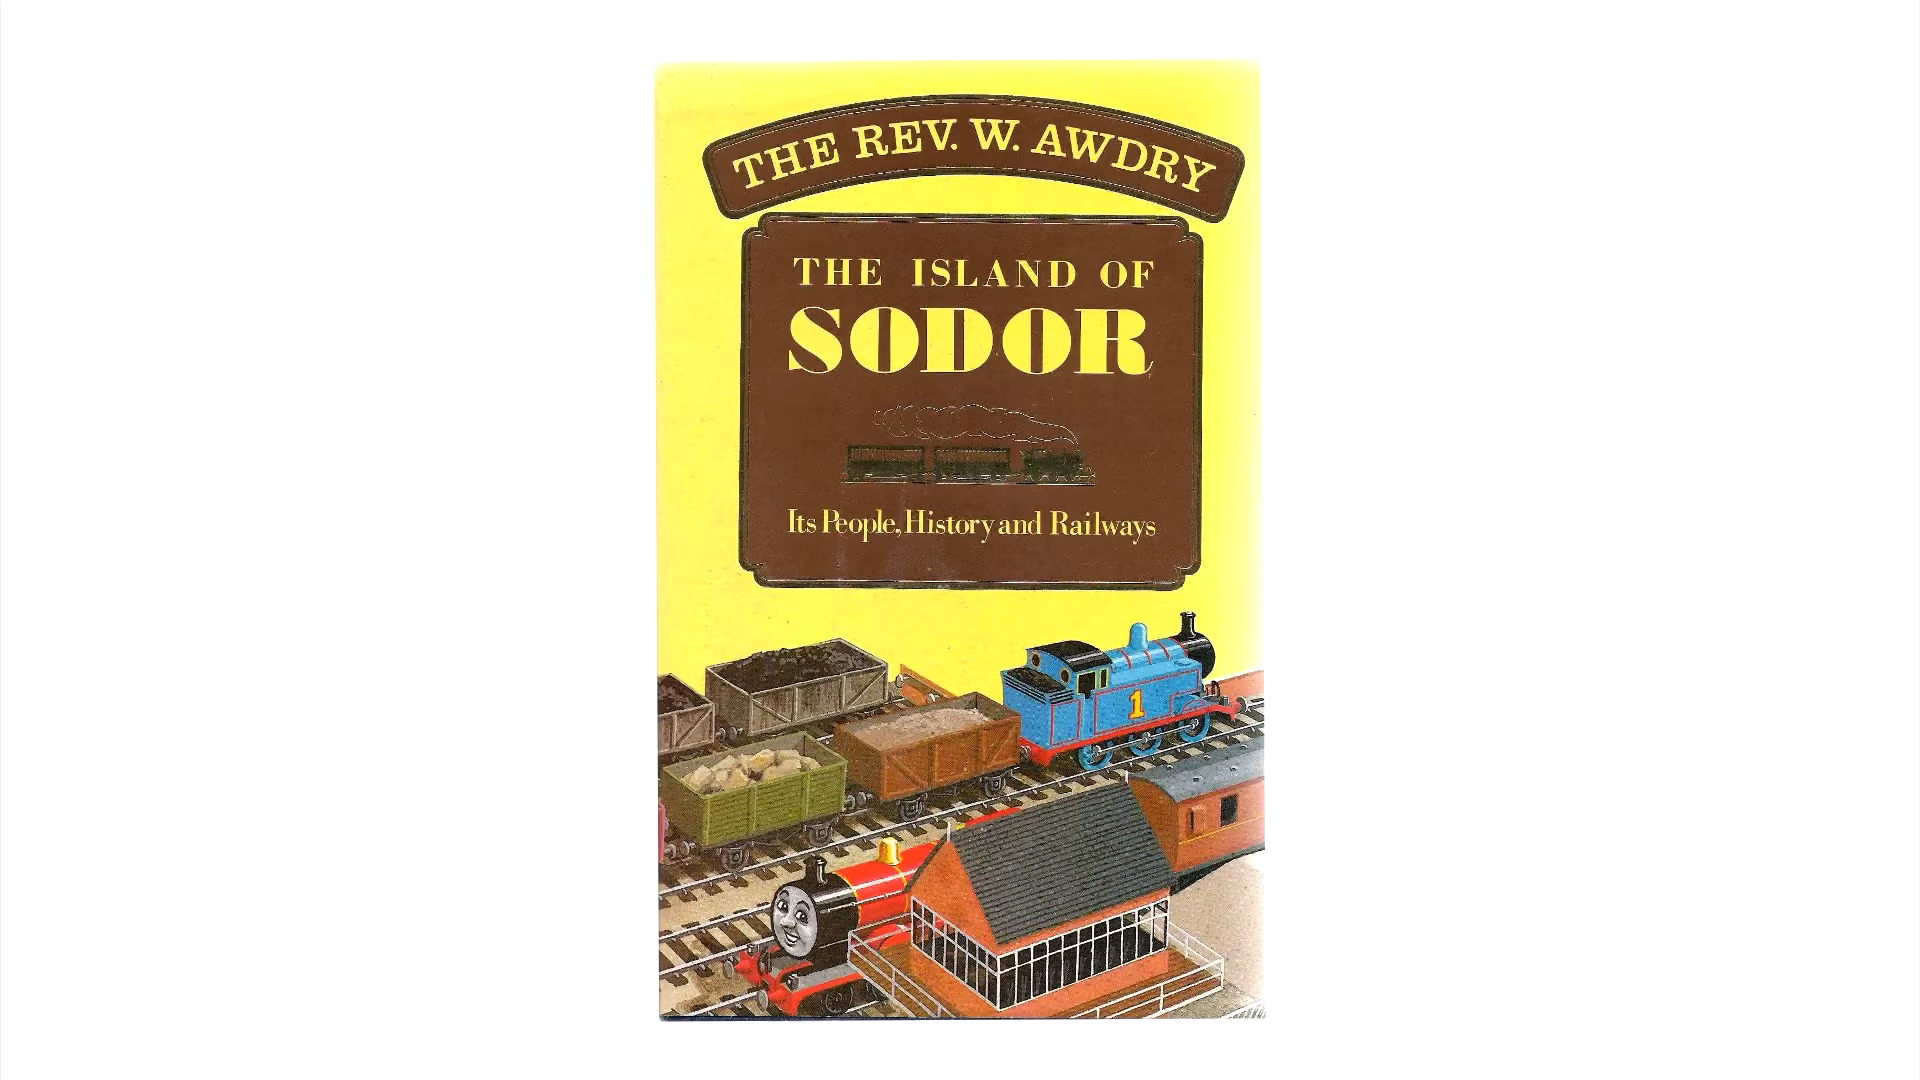 THE REV. W. AWDRY
THE ISLAND OF
SODOR
Its People, History and Railways
1